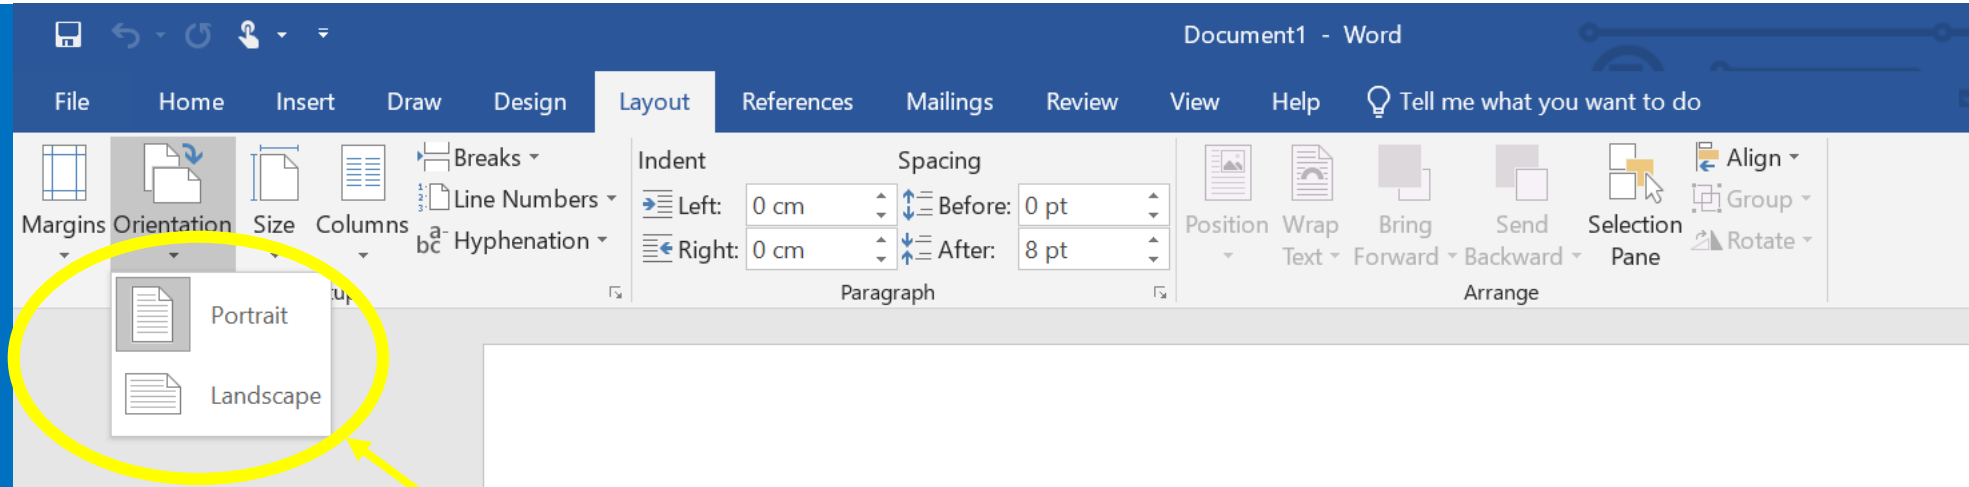 Document1 - Word
File Home Insert Draw Design Layout References Mailings Review View Help Tell me what you want to do
Margins Orientation Size Columns
Breaks
Line Numbers
Hyphenation
Indent
Left: 0 cm
Right: 0 cm
Spacing
Before: 0 pt
After: 8 pt
Paragraph
Position
Wrap
Text
Bring
Forward
Send
Backward
Selection
Pane
Align
Group
Rotate
Arrange
Portrait
Landscape